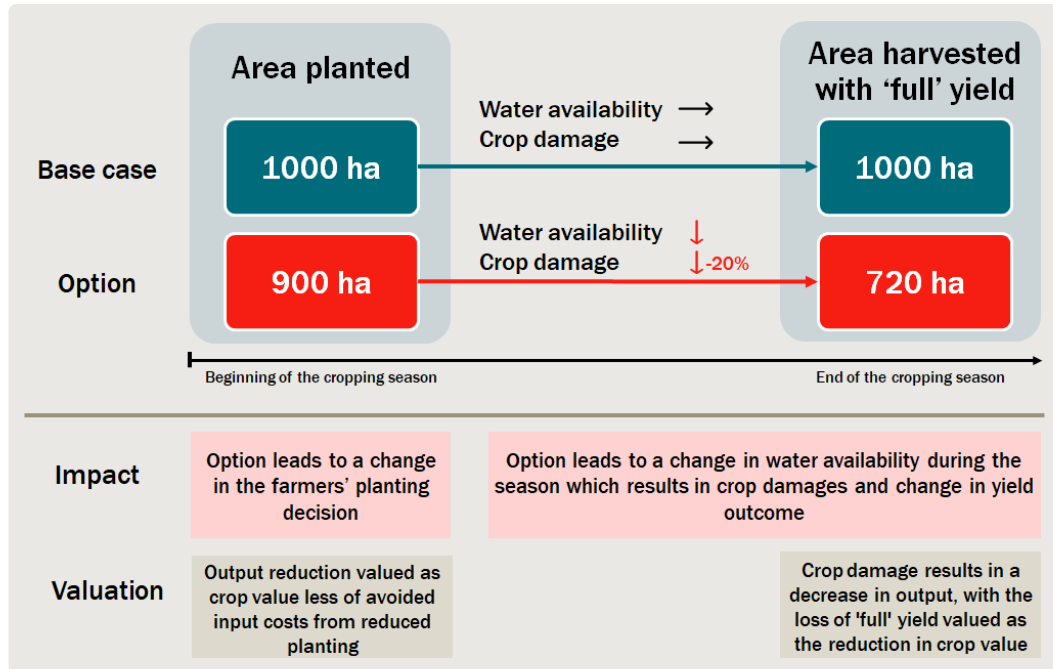 Area planted
Area harvested
with ‘full’ yield
Base case
1000 ha
Water availability →
Crop damage →
1000 ha
Option
900 ha
Water availability ↓
Crop damage ↓-20%
720 ha
Beginning of the cropping season
End of the cropping season
Impact
Option leads to a change
in the farmers’ planting
decision
Option leads to a change in water availability during the
season which results in crop damages and change in yield
outcome
Valuation
Output reduction valued as
crop value less of avoided
input costs from reduced
planting
Crop damage results in a
decrease in output, with the
loss of 'full' yield valued as
the reduction in crop value